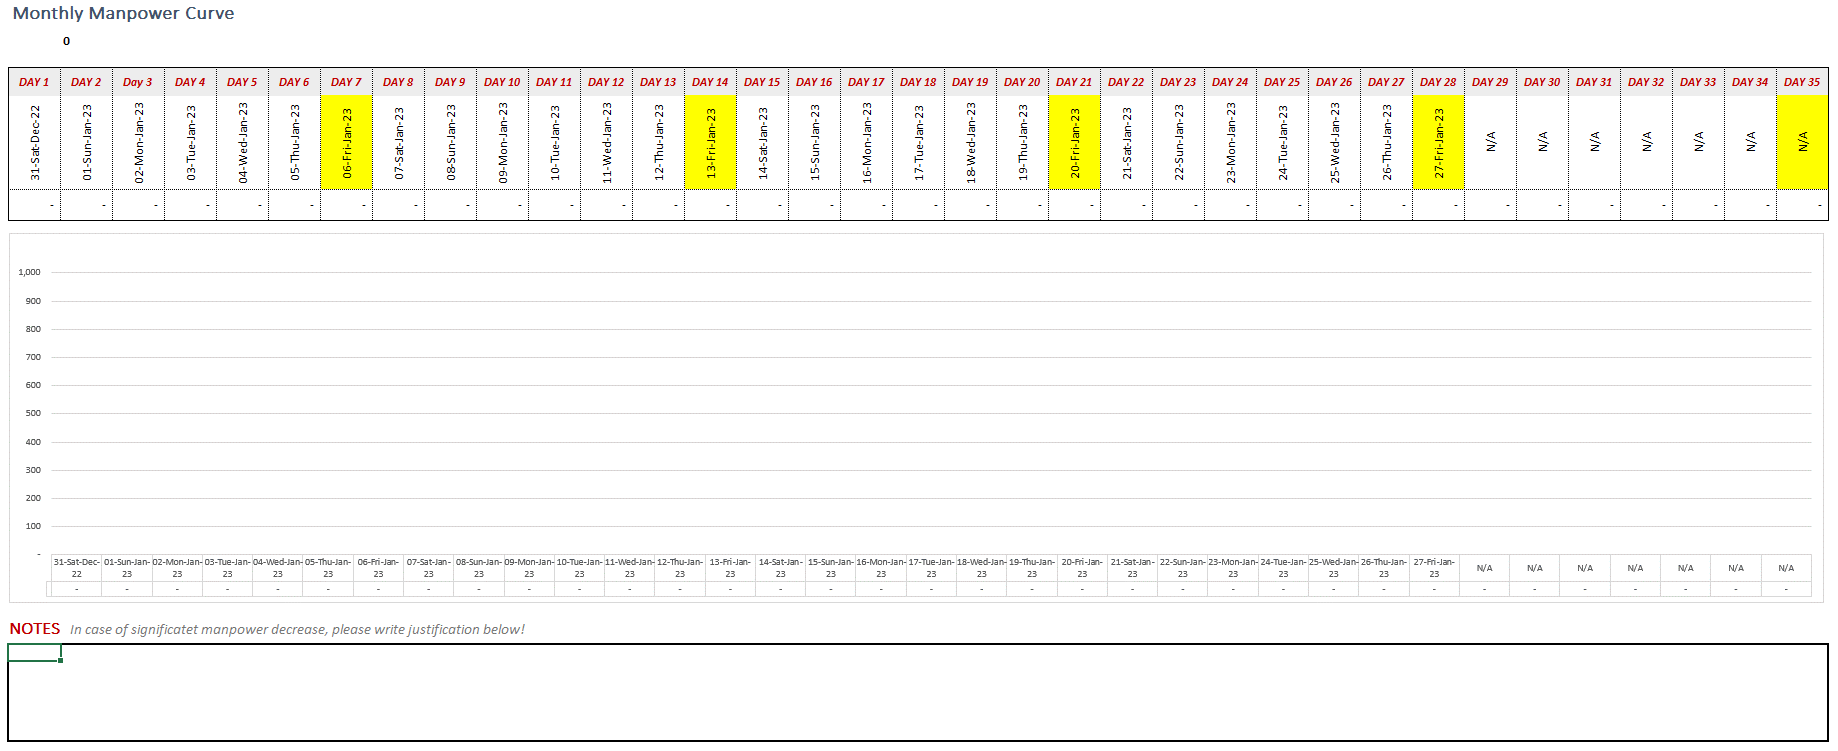 Monthly Manpower Curve
0
DAY 1 DAY 2 Day 3 DAY 4 DAY 5 DAY 6 DAY 7 DAY 8 DAY 9 DAY 10 DAY 11 DAY 12 DAY 13 DAY 14 DAY 15 DAY 16 DAY 17 DAY 18 DAY 19 DAY 20 DAY 21 DAY 22 DAY 23 DAY 24 DAY 25 DAY 26 DAY 27 DAY 28 DAY 29 DAY 30 DAY 31 DAY 32 DAY 33 DAY 34 DAY 35
31-Sat-Dec-22 01-Sun-Jan-23 02-Mon-Jan-23 03-Tue-Jan-23 04-Wed-Jan-23 05-Thu-Jan-23 06-Fri-Jan-23 07-Sat-Jan-23 08-Sun-Jan-23 09-Mon-Jan-23 10-Tue-Jan-23 11-Wed-Jan-23 12-Thu-Jan-23 13-Fri-Jan-23 14-Sat-Jan-23 15-Sun-Jan-23 16-Mon-Jan-23 17-Tue-Jan-23 18-Wed-Jan-23 19-Thu-Jan-23 20-Fri-Jan-23 21-Sat-Jan-23 22-Sun-Jan-23 23-Mon-Jan-23 24-Tue-Jan-23 25-Wed-Jan-23 26-Thu-Jan-23 27-Fri-Jan-23 N/A N/A N/A N/A N/A N/A N/A
- - - - - - - - - - - - - - - - - - - - - - - - - - - - - - - - - - -
1,000
900
800
700
600
500
400
300
200
100
-
31-Sat-Dec- 01-Sun-Jan- 02-Mon-Jan- 03-Tue-Jan- 04-Wed-Jan- 05-Thu-Jan- 06-Fri-Jan- 07-Sat-Jan- 08-Sun-Jan- 09-Mon-Jan- 10-Tue-Jan- 11-Wed-Jan- 12-Thu-Jan- 13-Fri-Jan- 14-Sat-Jan- 15-Sun-Jan- 16-Mon-Jan- 17-Tue-Jan- 18-Wed-Jan- 19-Thu-Jan- 20-Fri-Jan- 21-Sat-Jan- 22-Sun-Jan- 23-Mon-Jan- 24-Tue-Jan- 25-Wed-Jan- 26-Thu-Jan- 27-Fri-Jan- N/A N/A N/A N/A N/A N/A N/A
22 23 23 23 23 23 23 23 23 23 23 23 23 23 23 23 23 23 23 23 23 23 23 23 23 23 23 23
- - - - - - - - - - - - - - - - - - - - - - - - - - - - - - - - - - -
NOTES In case of significatet manpower decrease, please write justification below!